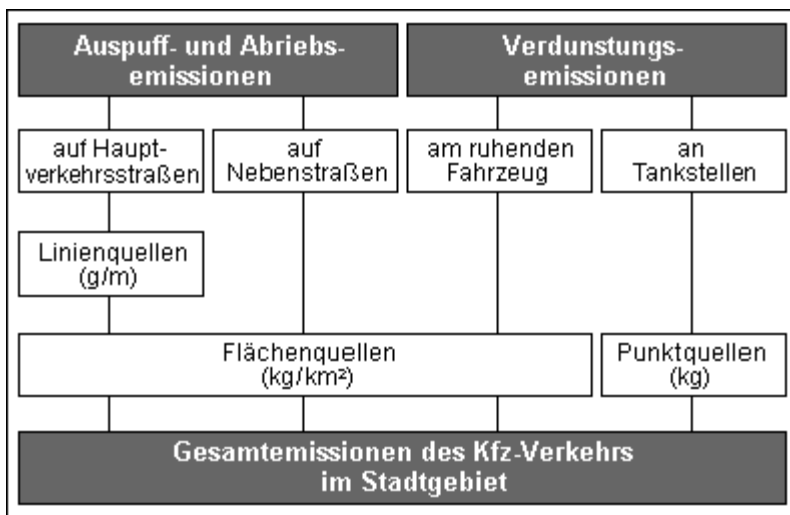 Auspuff- und Abriebs-
emissionen
Verdunstungs-
emissionen
auf Haupt-
verkehrsstraßen
auf
Nebenstraßen
am ruhenden
Fahrzeug
an
Tankstellen
Linienquellen
(g/m)
Flächenquellen
(kg/km²)
Punktquellen
(kg)
Gesamtemissionen des Kfz-Verkehrs
im Stadtgebiet